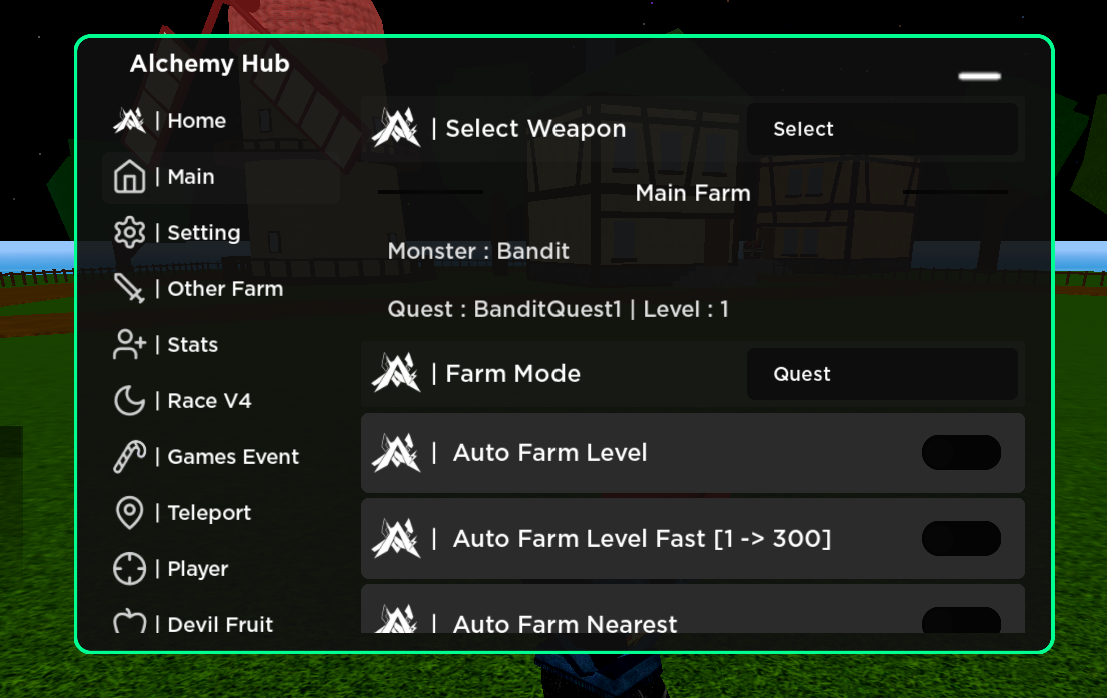 Alchemy Hub
| Home
| Main
| Setting
| Other Farm
| Stats
| Race V4
| Games Event
| Teleport
| Player
| Devil Fruit
| Select Weapon
Select
Main Farm
Monster : Bandit
Quest : BanditQuest1 | Level : 1
| Farm Mode
Quest
| Auto Farm Level
| Auto Farm Level Fast [1 -> 300]
| Auto Farm Nearest